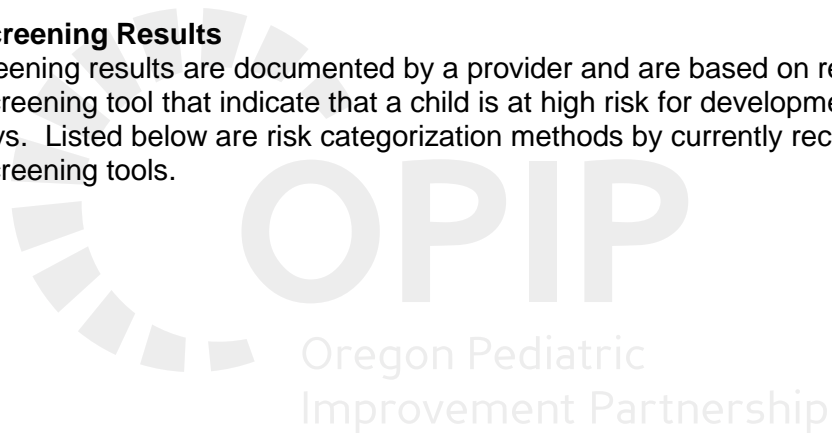 creening Results
eening results are documented by a provider and are based on re
creening tool that indicate that a child is at high risk for developme
ys. Listed below are risk categorization methods by currently rec
creening tools.
OPIP
Oregon Pediatric
Improvement Partnership